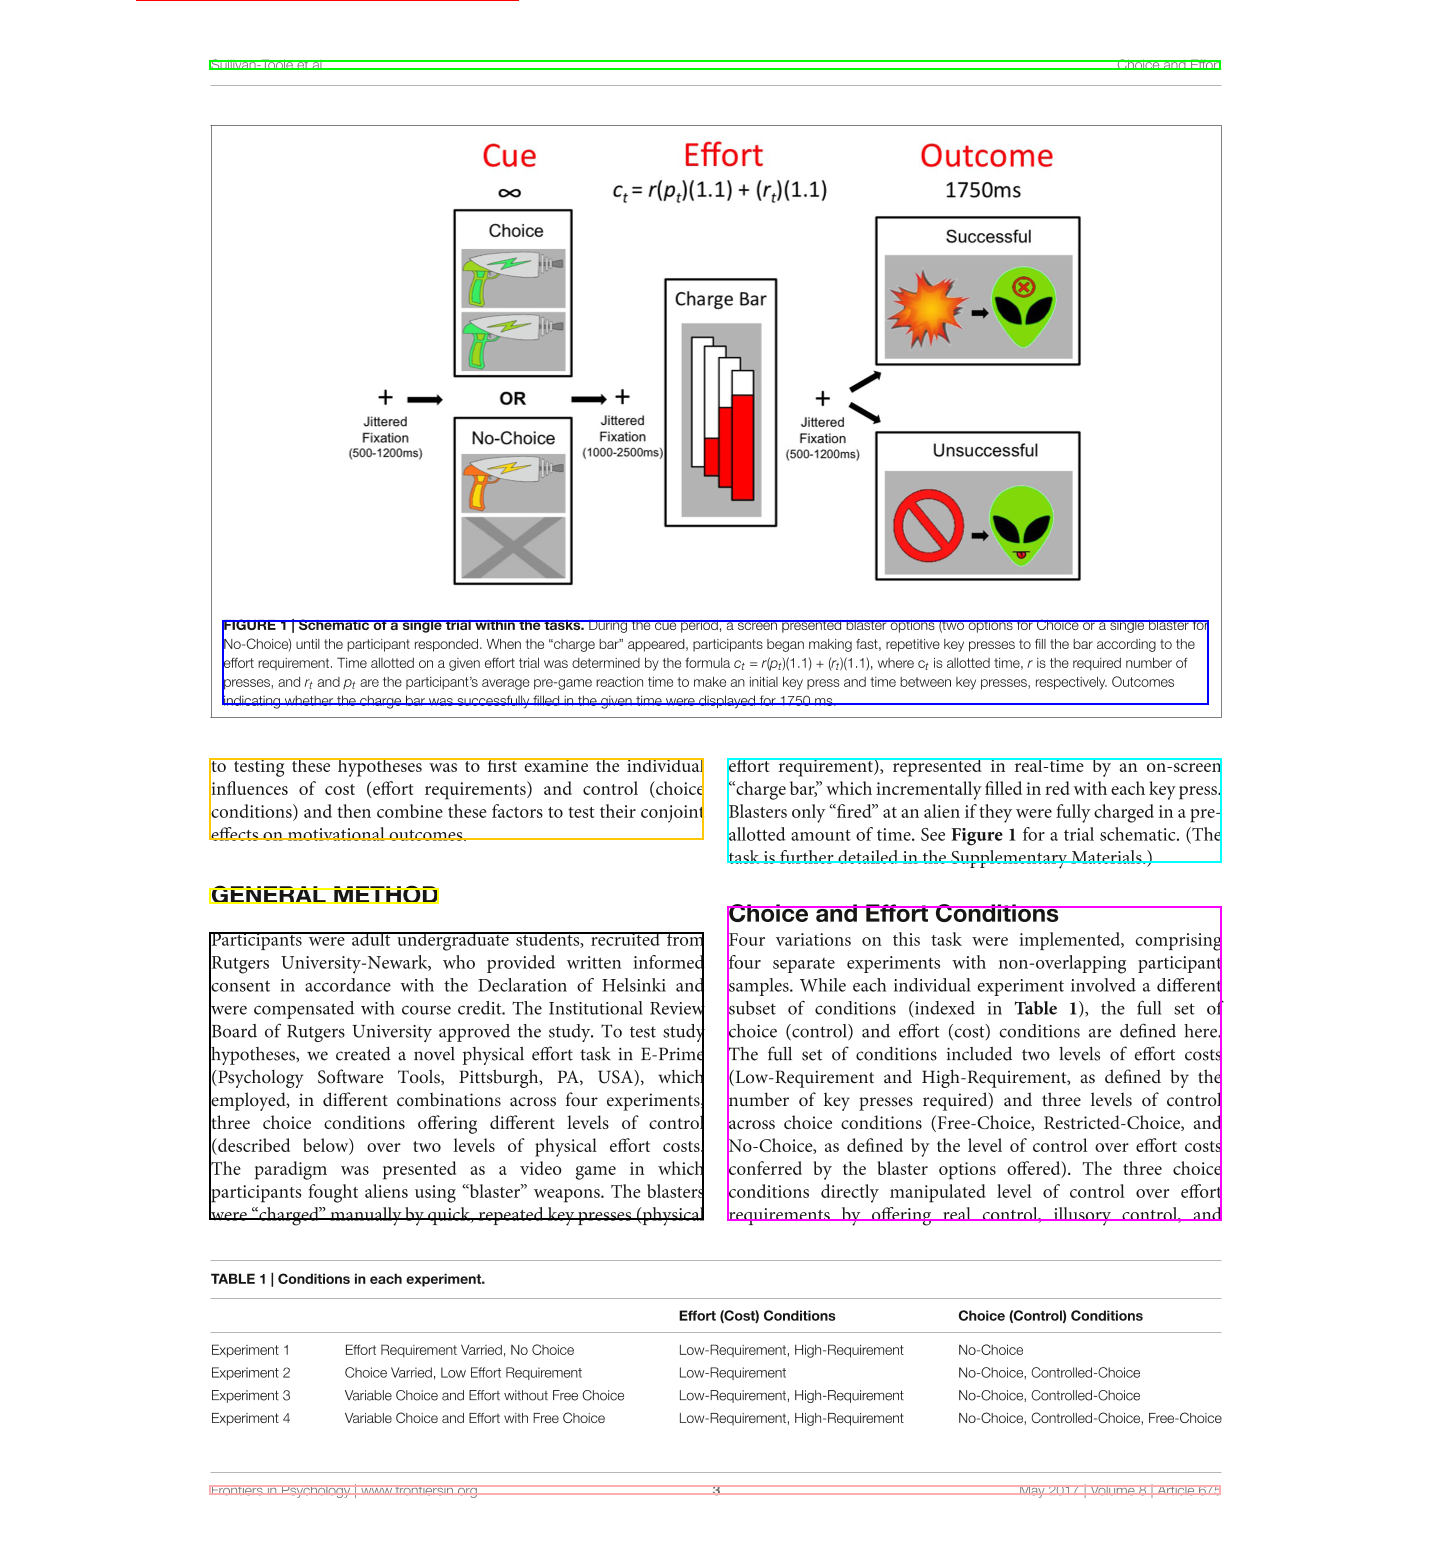 Sullivan-Toole et al. Choice and Effort
Cue Effort Outcome
∞ cₜ = r(pₜ)(1.1) + (rₜ)(1.1) 1750ms
Choice
Successful
Charge Bar
+ OR + +
Jittered
Fixation
(500-1200ms)
No-Choice
Jittered
Fixation
(1000-2500ms)
Jittered
Fixation
(500-1200ms)
Unsuccessful
FIGURE 1 | Schematic of a single trial within the tasks. During the cue period, a screen presented blaster options (two options for Choice or a single blaster for
No-Choice) until the participant responded. When the “charge bar” appeared, participants began making fast, repetitive key presses to fill the bar according to the
effort requirement. Time allotted on a given effort trial was determined by the formula cₜ = r(pₜ)(1.1) + (rₜ)(1.1), where cₜ is allotted time, r is the required number of
presses, and rₜ and pₜ are the participant’s average pre-game reaction time to make an initial key press and time between key presses, respectively. Outcomes
indicating whether the charge bar was successfully filled in the given time were displayed for 1750 ms.
to testing these hypotheses was to first examine the individual
influences of cost (effort requirements) and control (choice
conditions) and then combine these factors to test their conjoint
effects on motivational outcomes.
GENERAL METHOD
Participants were adult undergraduate students, recruited from
Rutgers University-Newark, who provided written informed
consent in accordance with the Declaration of Helsinki and
were compensated with course credit. The Institutional Review
Board of Rutgers University approved the study. To test study
hypotheses, we created a novel physical effort task in E-Prime
(Psychology Software Tools, Pittsburgh, PA, USA), which
employed, in different combinations across four experiments,
three choice conditions offering different levels of control
(described below) over two levels of physical effort costs.
The paradigm was presented as a video game in which
participants fought aliens using “blaster” weapons. The blasters
were “charged” manually by quick, repeated key presses (physical
effort requirement), represented in real-time by an on-screen
“charge bar,” which incrementally filled in red with each key press.
Blasters only “fired” at an alien if they were fully charged in a pre-
allotted amount of time. See Figure 1 for a trial schematic. (The
task is further detailed in the Supplementary Materials.)
Choice and Effort Conditions
Four variations on this task were implemented, comprising
four separate experiments with non-overlapping participant
samples. While each individual experiment involved a different
subset of conditions (indexed in Table 1), the full set of
choice (control) and effort (cost) conditions are defined here.
The full set of conditions included two levels of effort costs
(Low-Requirement and High-Requirement, as defined by the
number of key presses required) and three levels of control
across choice conditions (Free-Choice, Restricted-Choice, and
No-Choice, as defined by the level of control over effort costs
conferred by the blaster options offered). The three choice
conditions directly manipulated level of control over effort
requirements by offering real control, illusory control, and
TABLE 1 | Conditions in each experiment.
Effort (Cost) Conditions Choice (Control) Conditions
Experiment 1 Effort Requirement Varried, No Choice Low-Requirement, High-Requirement No-Choice
Experiment 2 Choice Varried, Low Effort Requirement Low-Requirement No-Choice, Controlled-Choice
Experiment 3 Variable Choice and Effort without Free Choice Low-Requirement, High-Requirement No-Choice, Controlled-Choice
Experiment 4 Variable Choice and Effort with Free Choice Low-Requirement, High-Requirement No-Choice, Controlled-Choice, Free-Choice
Frontiers in Psychology | www.frontiersin.org 3 May 2017 | Volume 8 | Article 675